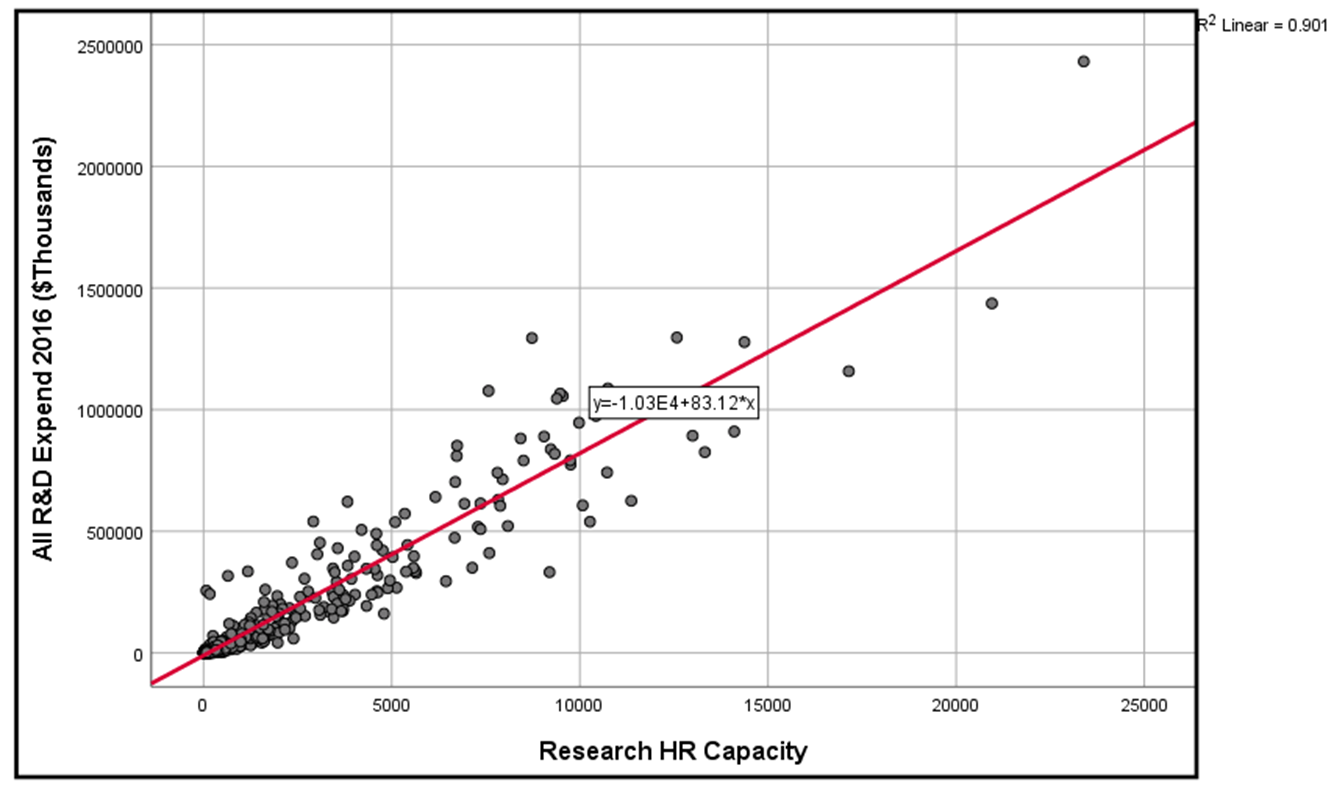 R2 Linear = 0.901
2500000
2000000
1500000
1000000
500000
0
All R&D Expend 2016 ($Thousands)
y=-1.03E4+83.12*x
0 5000 10000 15000 20000 25000
Research HR Capacity